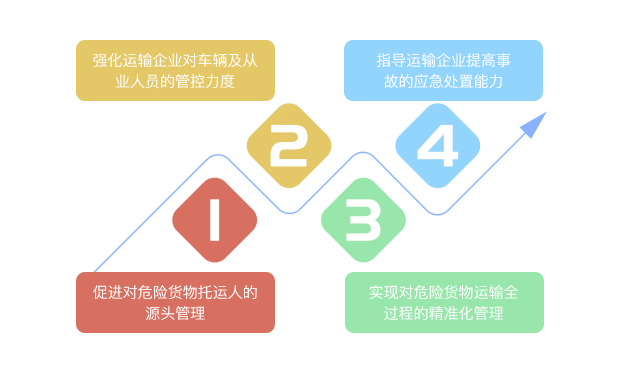 强化运输企业对车辆及从
业人员的管控力度
指导运输企业提高事
故的应急处置能力
2
4
1
3
促进对危险货物托运人的
源头管理
实现对危险货物运输全
过程的精准化管理